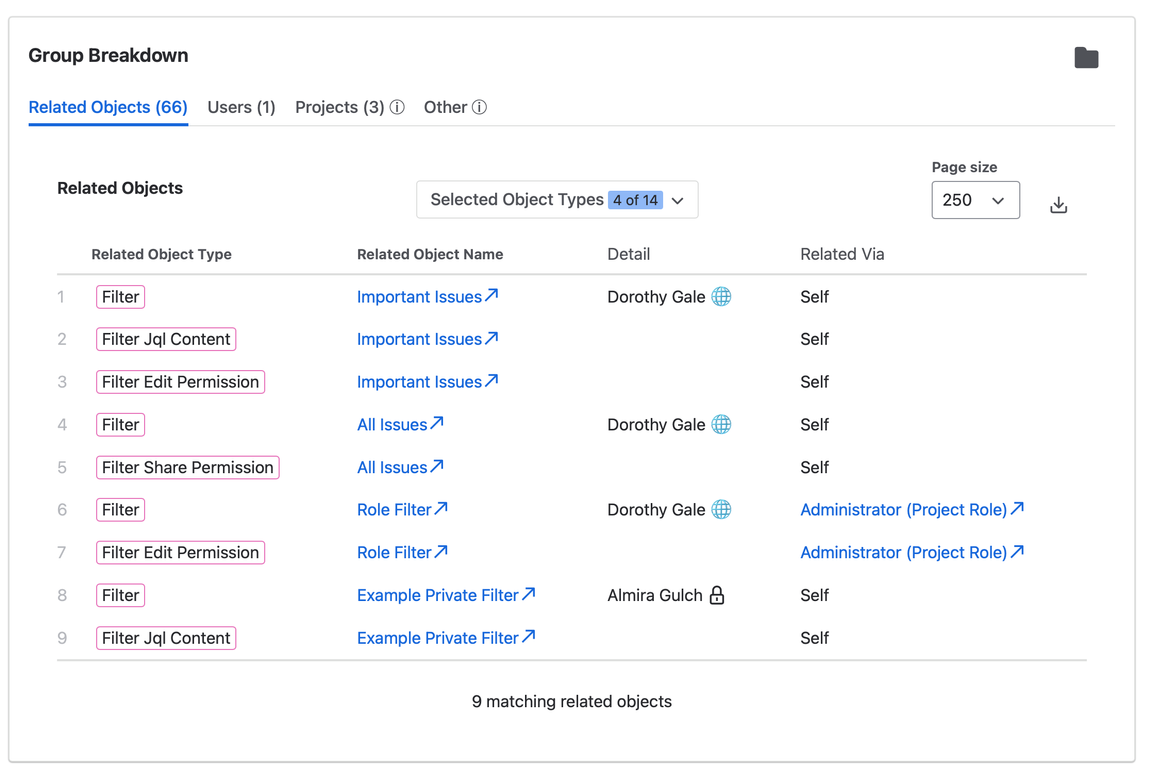 Group Breakdown
Related Objects (66) Users (1) Projects (3) Other
Page size
Related Objects Selected Object Types 4 of 14 250
Related Object Type Related Object Name Detail Related Via
1 Filter Important Issues Dorothy Gale Self
2 Filter Jql Content Important Issues Self
3 Filter Edit Permission Important Issues Self
4 Filter All Issues Dorothy Gale Self
5 Filter Share Permission All Issues Self
6 Filter Role Filter Dorothy Gale Administrator (Project Role)
7 Filter Edit Permission Role Filter Administrator (Project Role)
8 Filter Example Private Filter Almira Gulch Self
9 Filter Jql Content Example Private Filter Self
9 matching related objects